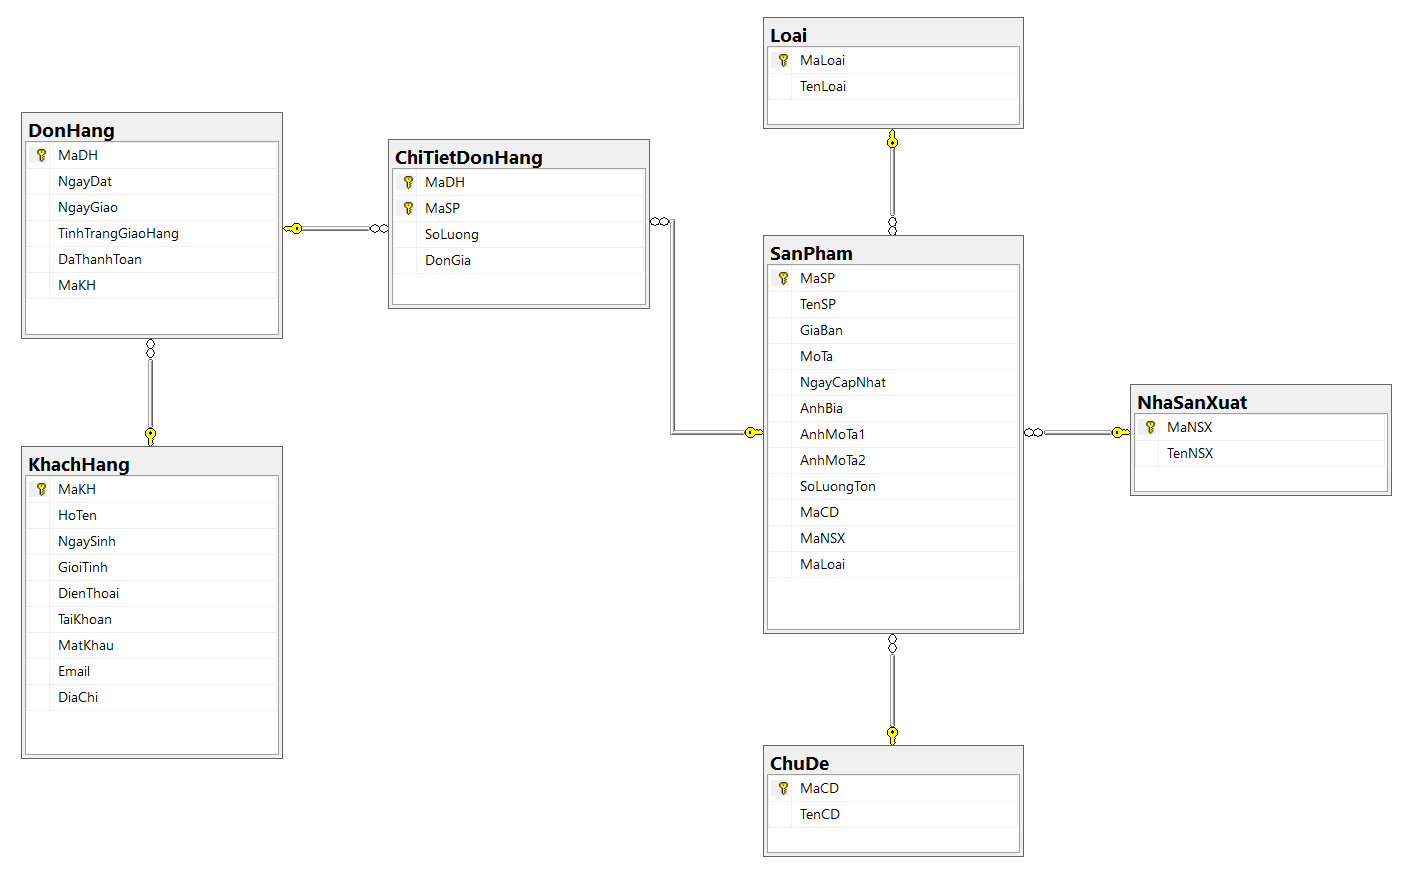 DonHang
MaDH
NgayDat
NgayGiao
TinhTrangGiaoHang
DaThanhToan
MaKH
KhachHang
MaKH
HoTen
NgaySinh
GioiTinh
DienThoai
TaiKhoan
MatKhau
Email
DiaChi
ChiTietDonHang
MaDH
MaSP
SoLuong
DonGia
Loai
MaLoai
TenLoai
SanPham
MaSP
TenSP
GiaBan
MoTa
NgayCapNhat
AnhBia
AnhMoTa1
AnhMoTa2
SoLuongTon
MaCD
MaNSX
MaLoai
ChuDe
MaCD
TenCD
NhaSanXuat
MaNSX
TenNSX